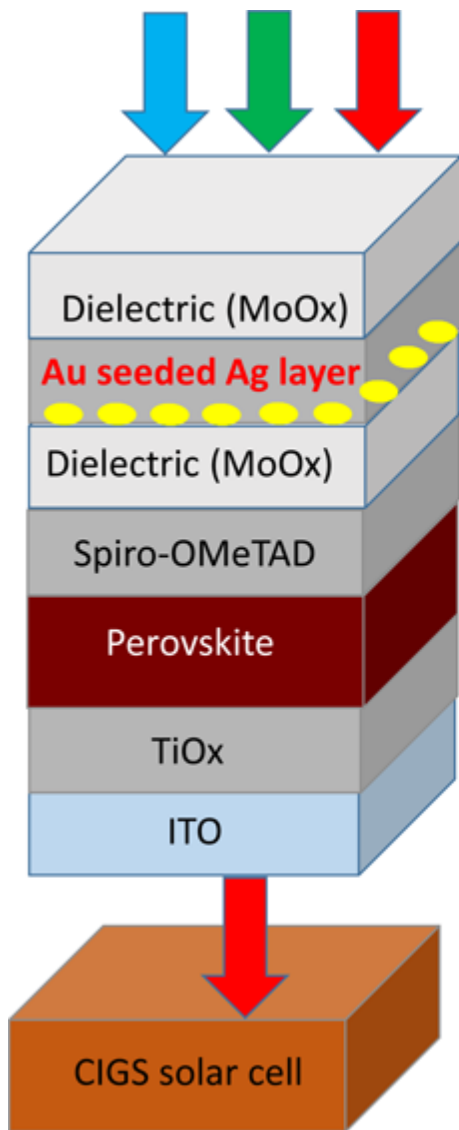 Dielectric (MoOx)
Au seeded Ag layer
Dielectric (MoOx)
Spiro-OMeTAD
Perovskite
TiOx
ITO
CIGS solar cell